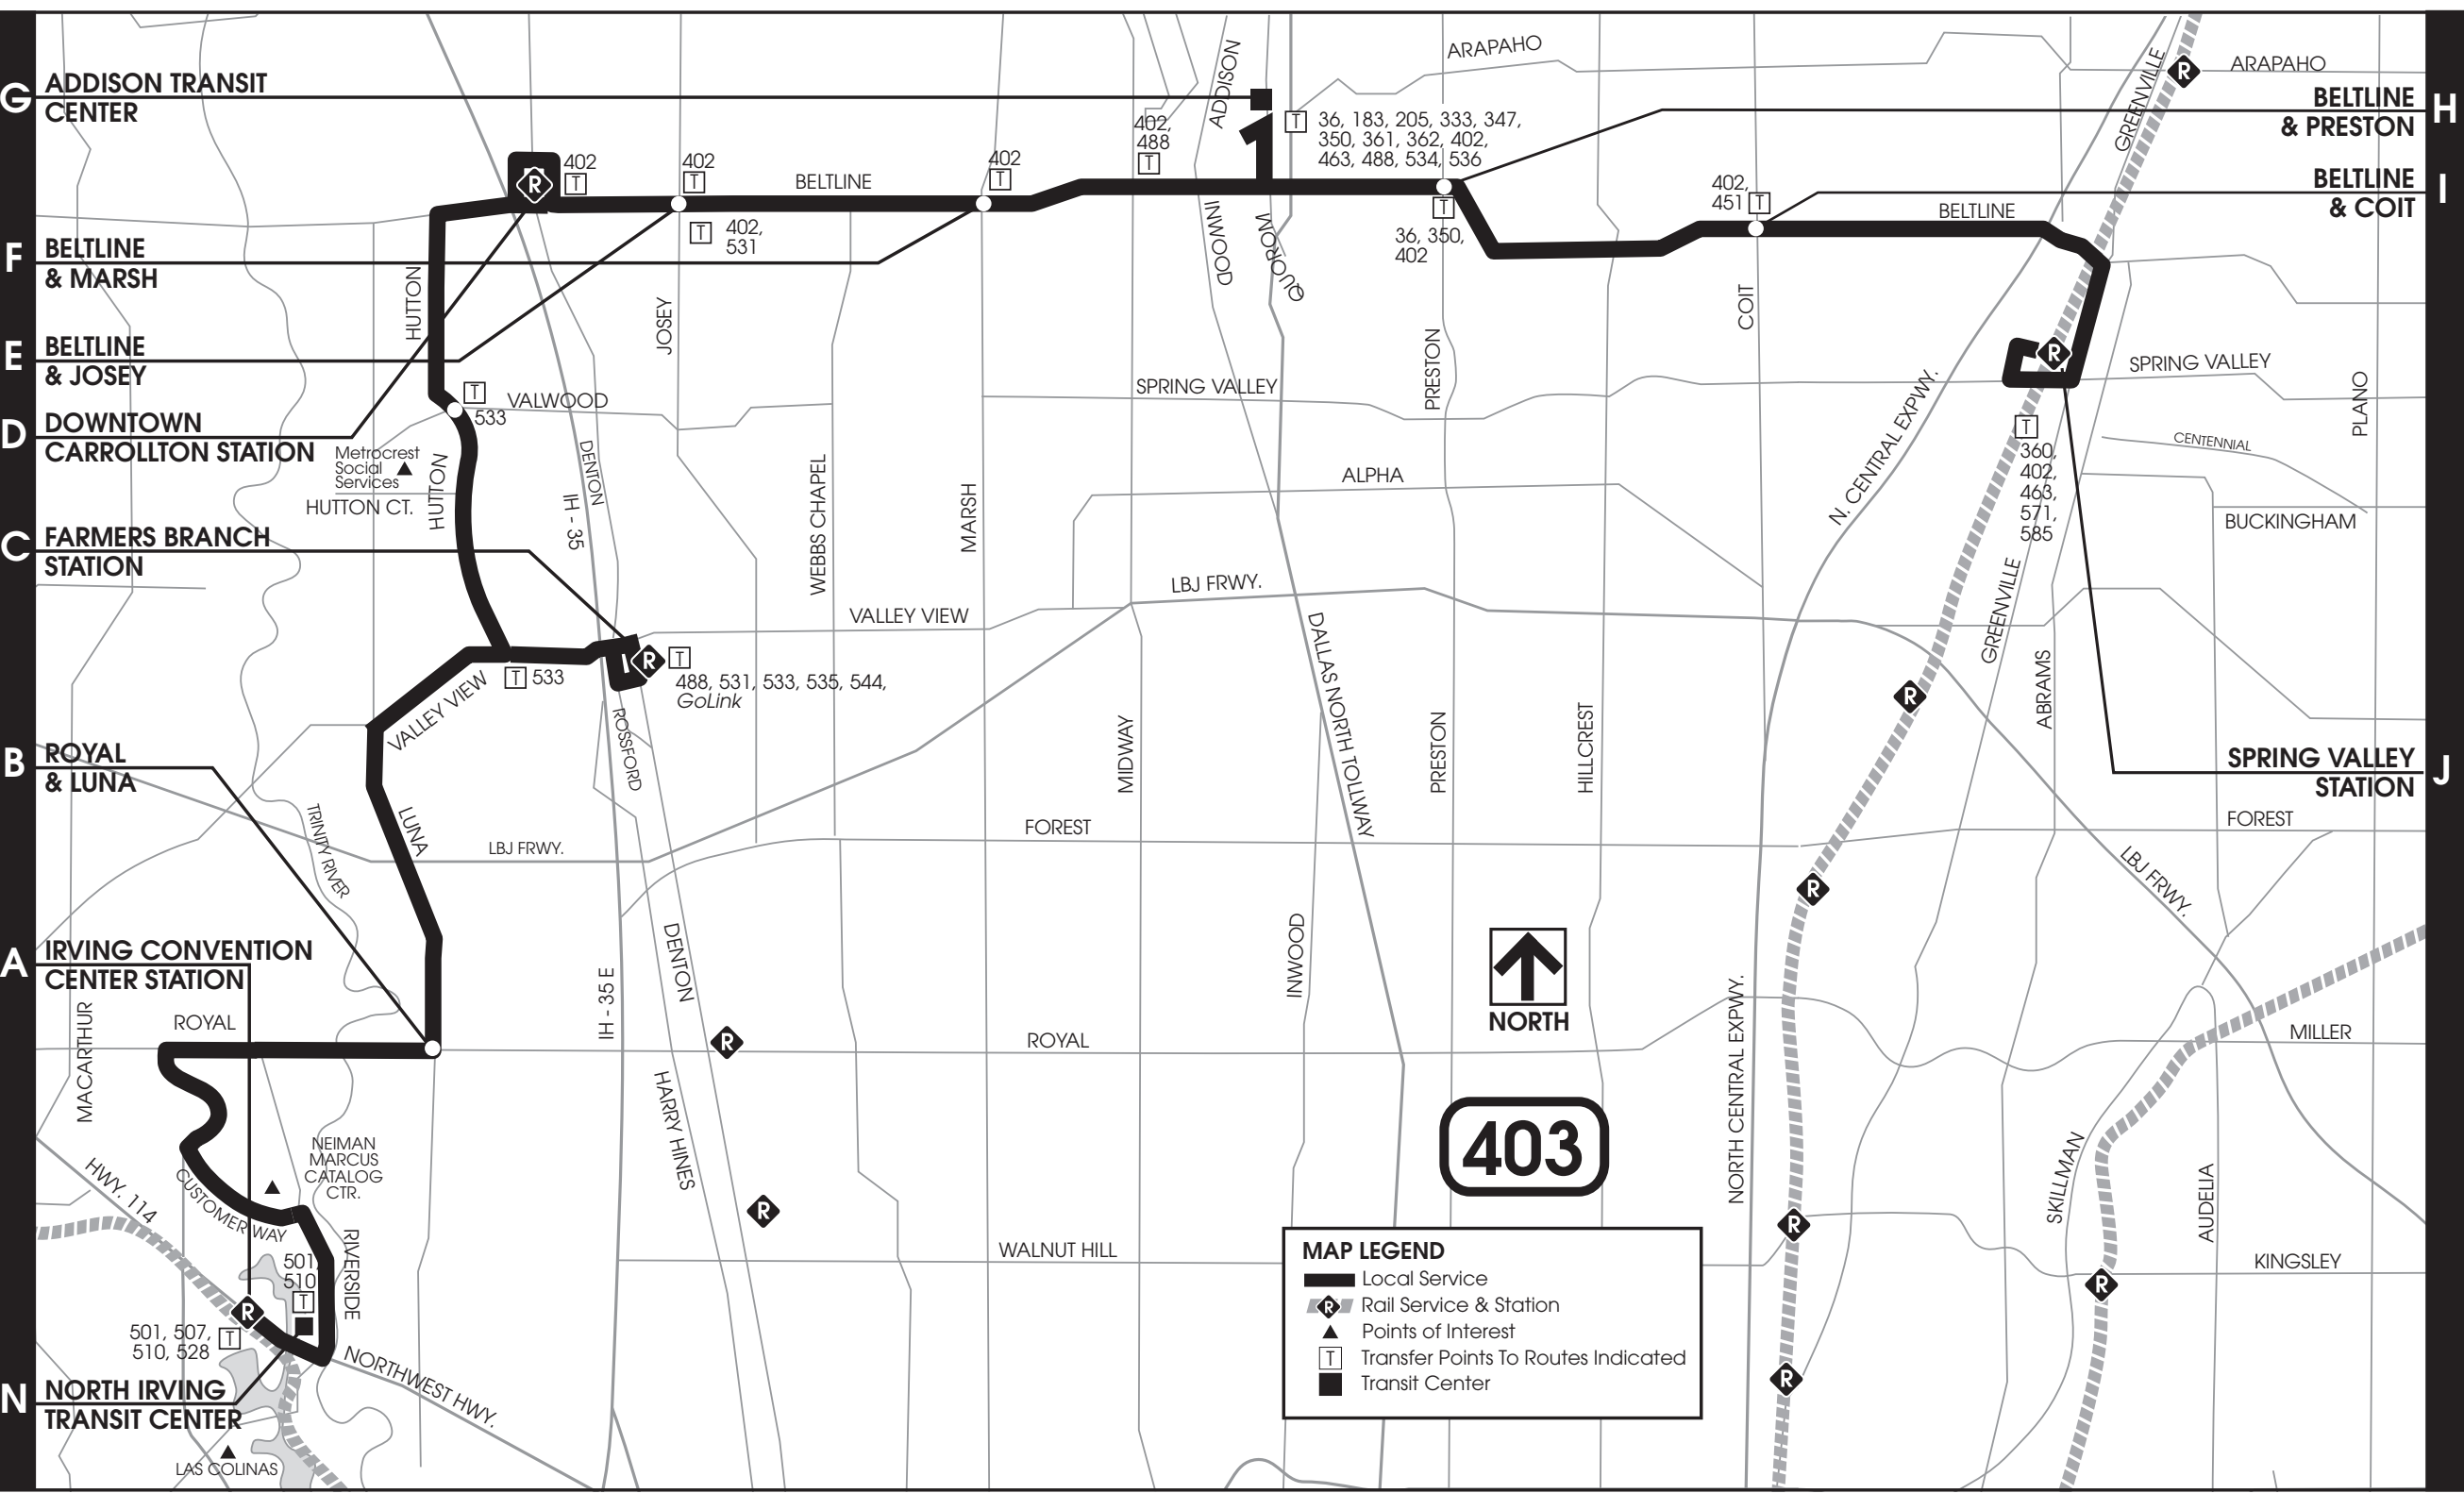 G
ADDISON TRANSIT
CENTER
ARAPAHO
GREENVILLE
R
ARAPAHO
H
BELTLINE
& PRESTON
ADDISON
402,
488
T
T
36, 183, 205, 333, 347,
350, 361, 362, 402,
463, 488, 534, 536
R
402
T
402
T
BELTLINE
402
T
I
BELTLINE
& COIT
402,
451
T
BELTLINE
T
402,
531
T
36, 350,
402
INWOOD
QUOROM
F
BELTLINE
& MARSH
HUTTON
JOSEY
PRESTON
COIT
E
BELTLINE
& JOSEY
R
SPRING VALLEY
SPRING VALLEY
PLANO
T
533
VALWOOD
D
DOWNTOWN
CARROLLTON STATION
Metrocrest
Social
Services
HUTTON CT.
HUTTON
DENTON
IH - 35
WEBBS CHAPEL
MARSH
ALPHA
N. CENTRAL EXPWY.
T
360,
402,
463,
571,
585
CENTENNIAL
BUCKINGHAM
C
FARMERS BRANCH
STATION
LBJ FRWY.
VALLEY VIEW
GREENVILLE
ABRAMS
R
T
488, 531, 533, 535, 544,
GoLink
T
533
VALLEY VIEW
ROSSFORD
MIDWAY
DALLAS NORTH TOLLWAY
PRESTON
HILLCREST
R
B
ROYAL
& LUNA
J
SPRING VALLEY
STATION
TRINITY RIVER
LUNA
LBJ FRWY.
FOREST
FOREST
LBJ FRWY.
R
A
IRVING CONVENTION
CENTER STATION
MACARTHUR
ROYAL
IH - 35 E
DENTON
INWOOD
NORTH
NORTH CENTRAL EXPWY.
R
ROYAL
MILLER
HARRY HINES
403
NEIMAN
MARCUS
CATALOG
CTR.
HWY. 114
CUSTOMER WAY
RIVERSIDE
R
R
SKILLMAN
AUDELIA
WALNUT HILL
KINGSLEY
R
501,
510
T
R
501, 507,
510, 528
T
NORTHWEST HWY.
MAP LEGEND
Local Service
R
Rail Service & Station
Points of Interest
T
Transfer Points To Routes Indicated
Transit Center
R
N
NORTH IRVING
TRANSIT CENTER
LAS COLINAS